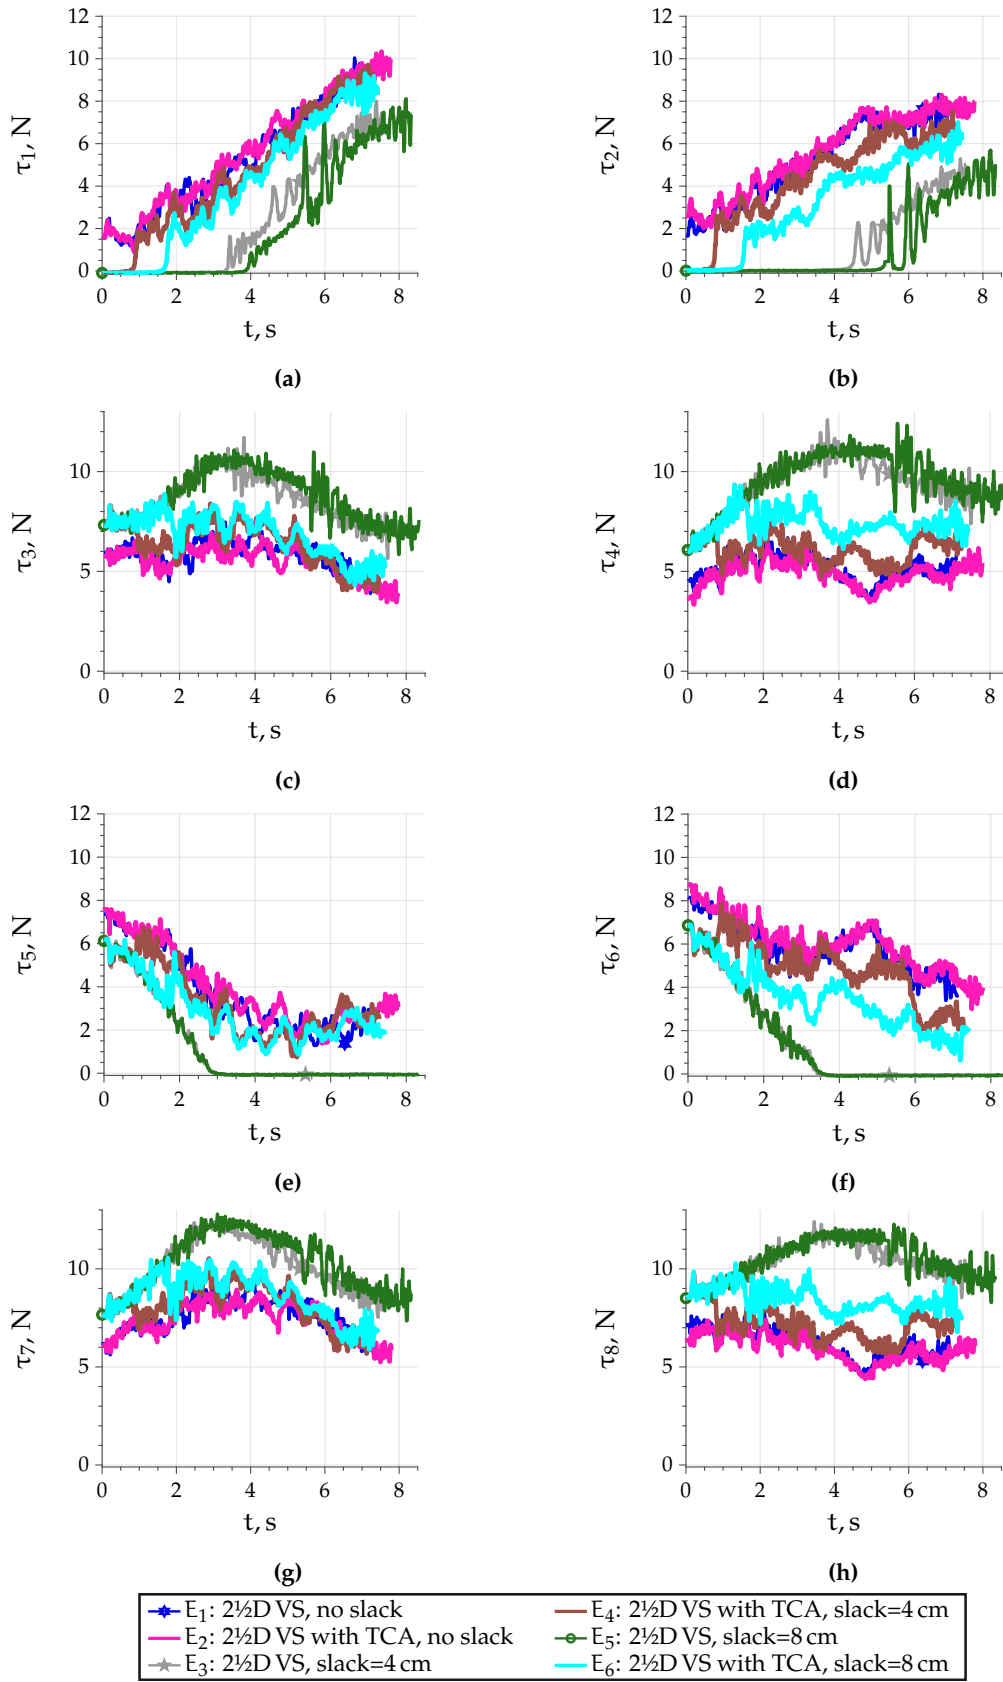 12
12
10
10
8
8
τ1, N
τ2, N
6
6
4
4
2
2
0
0
0 2 4 6 8
0 2 4 6 8
t, s
t, s
(a)
(b)
10
10
τ3, N
τ4, N
5
5
0
0
0 2 4 6 8
0 2 4 6 8
t, s
t, s
(c)
(d)
12
12
10
10
8
8
τ5, N
τ6, N
6
6
4
4
2
2
0
0
0 2 4 6 8
0 2 4 6 8
t, s
t, s
(e)
(f)
10
10
τ7, N
τ8, N
5
5
0
0
0 2 4 6 8
0 2 4 6 8
t, s
t, s
(g)
(h)
E1: 2½D VS, no slack
E2: 2½D VS with TCA, no slack
E3: 2½D VS, slack=4 cm
E4: 2½D VS with TCA, slack=4 cm
E5: 2½D VS, slack=8 cm
E6: 2½D VS with TCA, slack=8 cm